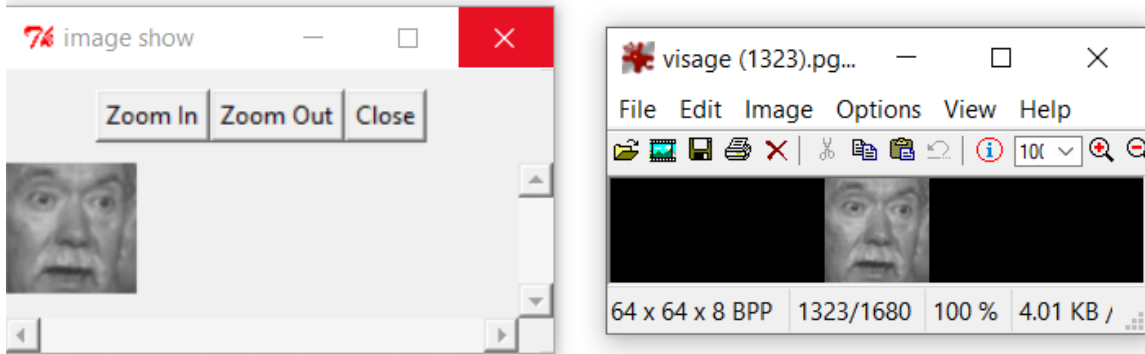 image show
Zoom In Zoom Out Close
visage (1323).pg...
File Edit Image Options View Help
64 x 64 x 8 BPP 1323/1680 100 % 4.01 KB /